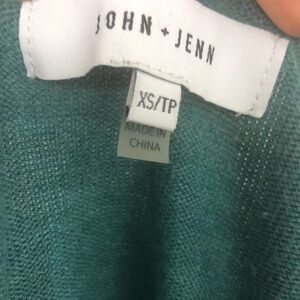 JOHN + JENN
XS/TP
MADE IN
CHINA